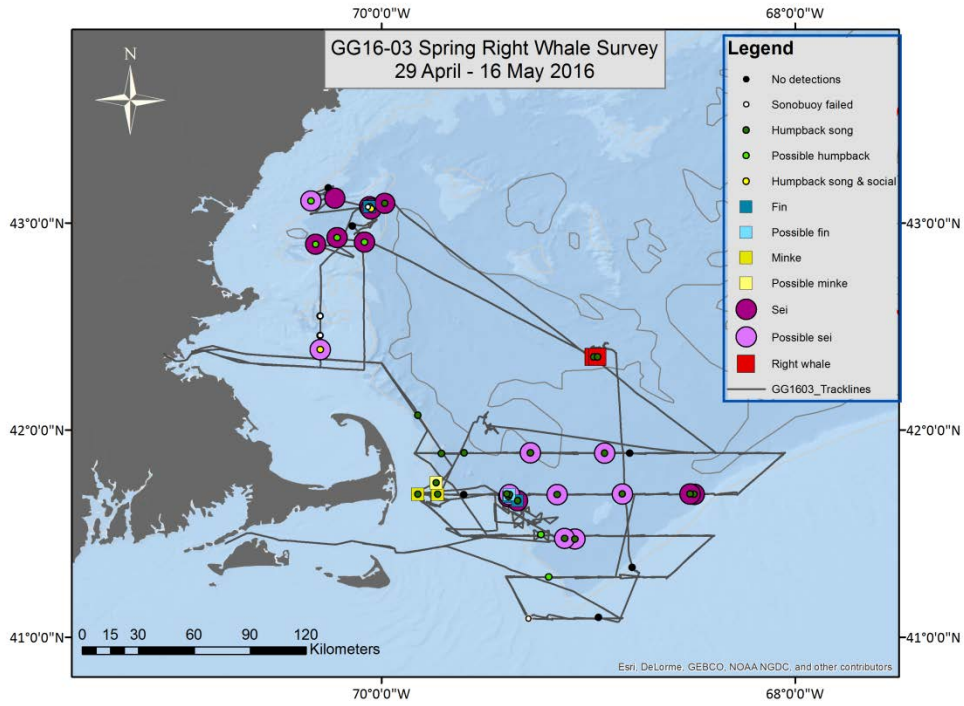 70°0'0"W
68°0'0"W
GG16-03 Spring Right Whale Survey
29 April - 16 May 2016
N
Legend
No detections
Sonobuoy failed
Humpback song
Possible humpback
Humpback song & social
Fin
Possible fin
Minke
Possible minke
Sei
Possible sei
Right whale
GG1603_Tracklines
43°0'0"N
43°0'0"N
42°0'0"N
42°0'0"N
41°0'0"N
41°0'0"N
0 15 30 60 90 120
Kilometers
Esri, DeLorme, GEBCO, NOAA NGDC, and other contributors
70°0'0"W
68°0'0"W